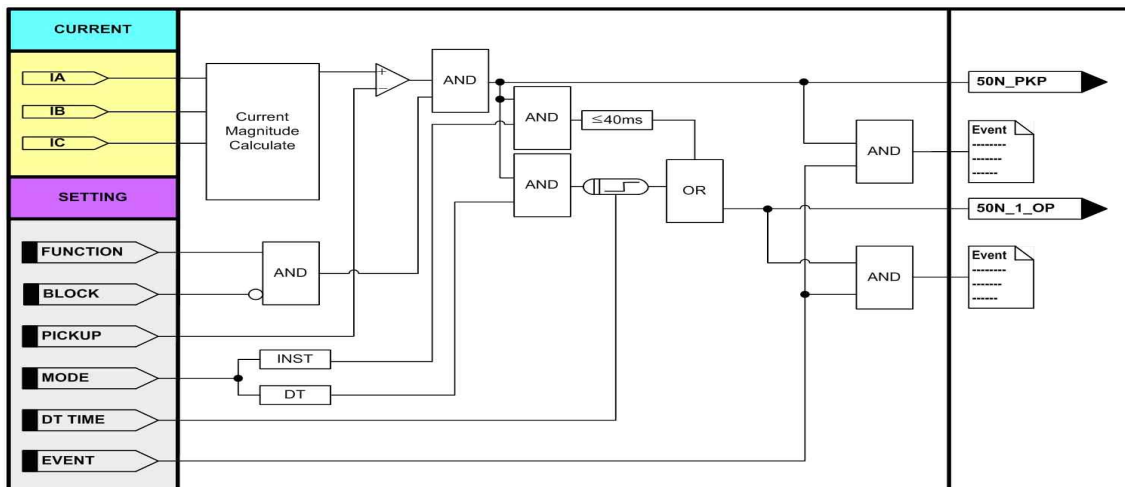 CURRENT
IA
IB
IC
SETTING
FUNCTION
BLOCK
PICKUP
MODE
DT TIME
EVENT
Current
Magnitude
Calculate
+
−
AND
AND
AND
≤40ms
AND
OR
AND
INST
DT
AND
AND
50N_PKP
Event
--------
-------
------
50N_1_OP
Event
--------
-------
------